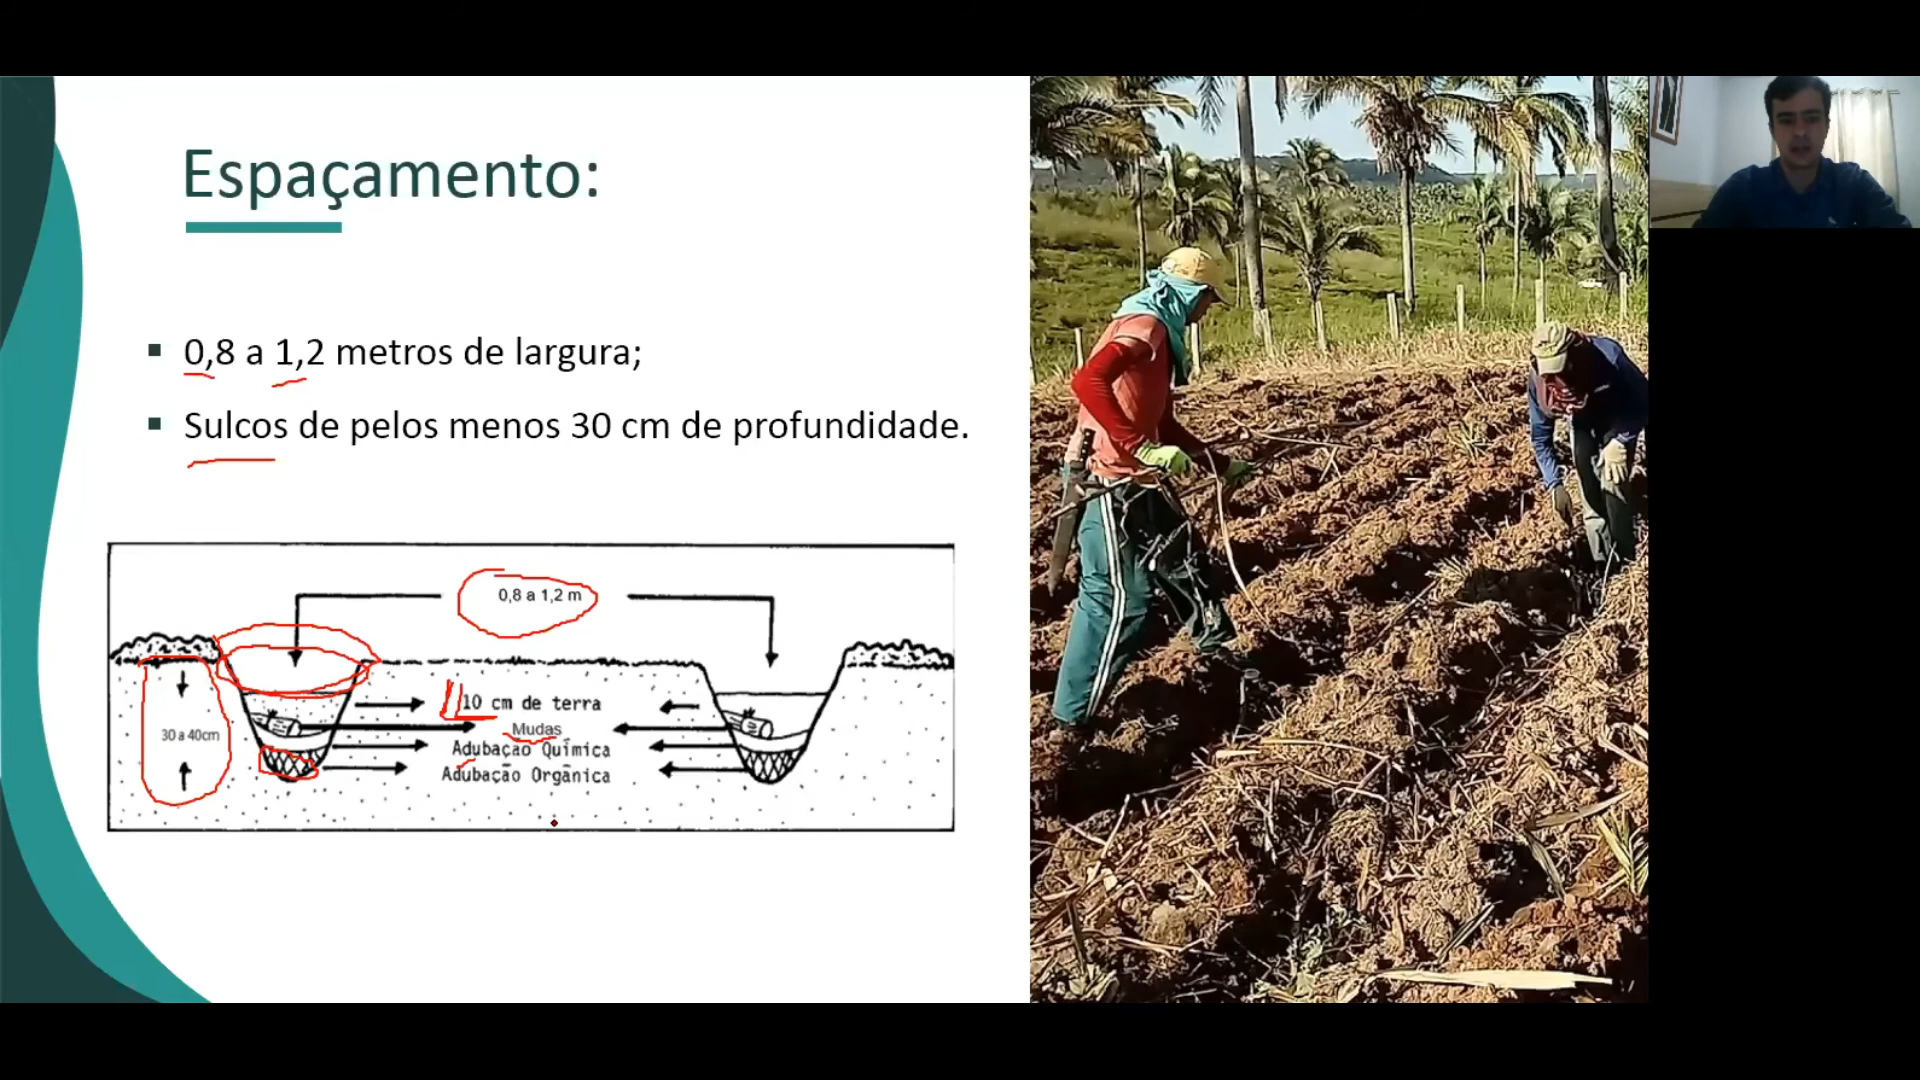 Espaçamento:
0,8 a 1,2 metros de largura;
Sulcos de pelos menos 30 cm de profundidade.
0,8 a 1,2 m
10 cm de terra
30 a 40cm
Mudas
Adubação Química
Adubação Orgânica